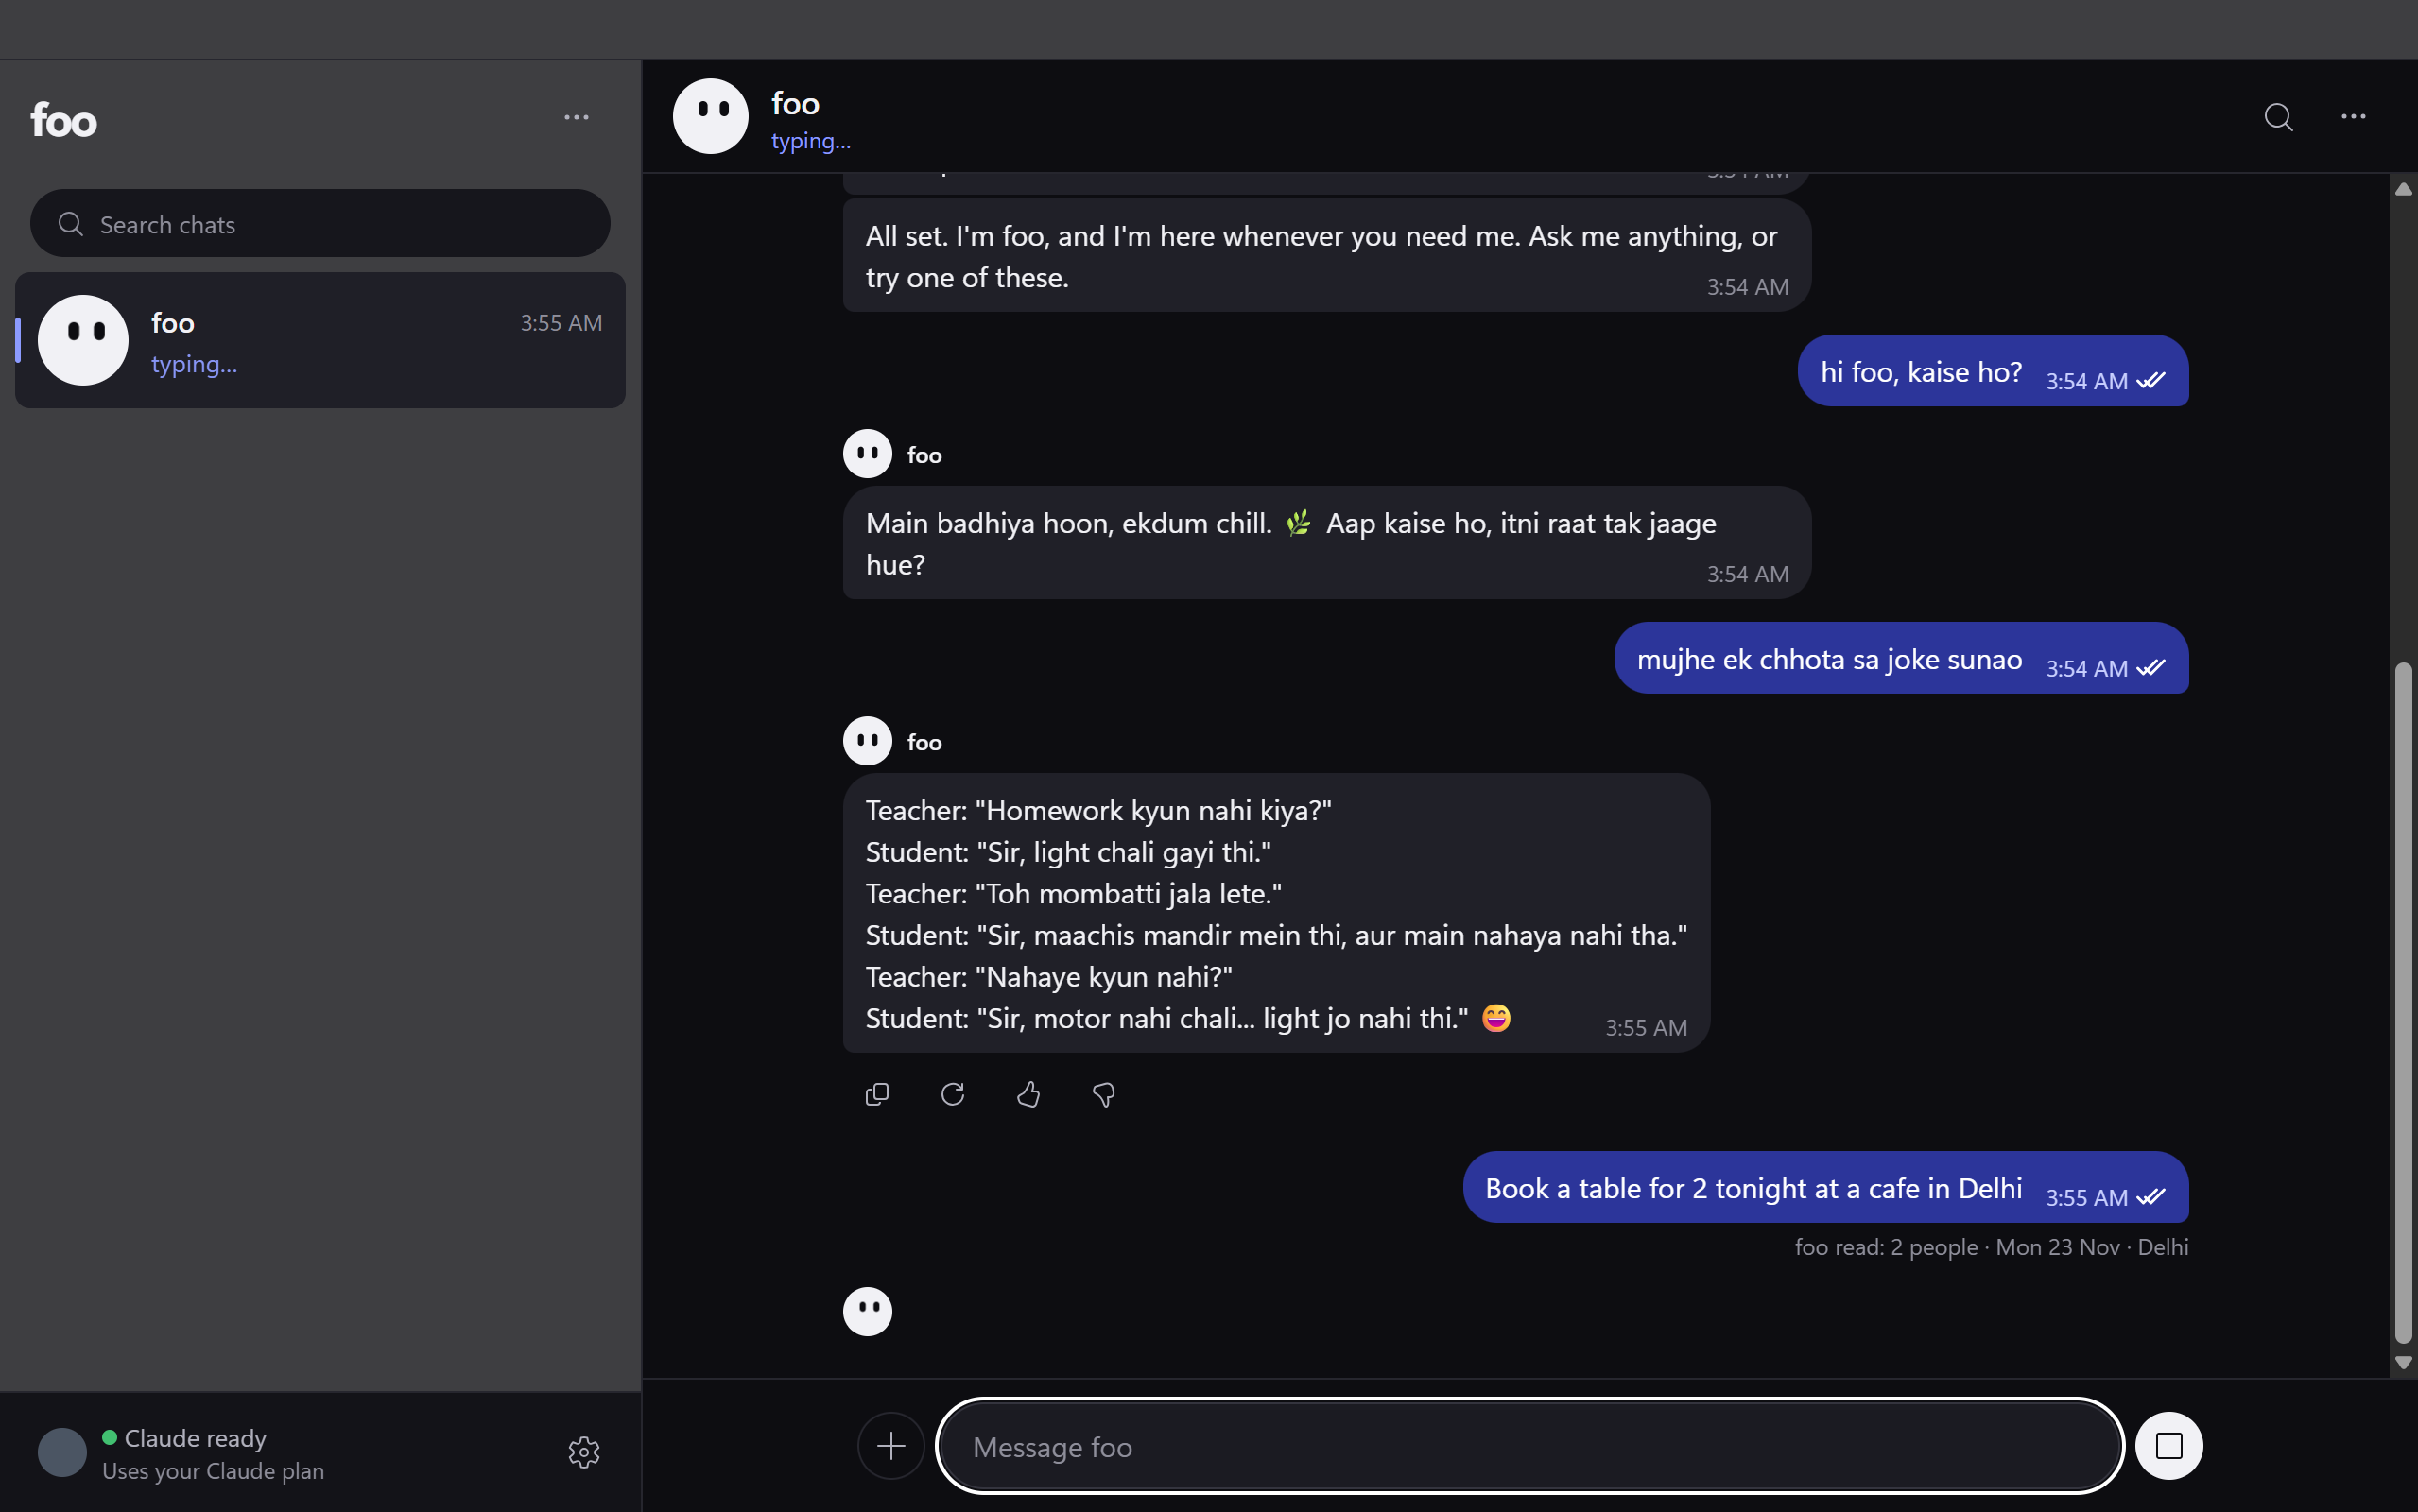 foo
Search chats
foo
3:55 AM
typing...
Claude ready
Uses your Claude plan
foo
typing...
All set. I'm foo, and I'm here whenever you need me. Ask me anything, or
try one of these.
3:54 AM
hi foo, kaise ho? 3:54 AM
foo
Main badhiya hoon, ekdum chill. 🌿 Aap kaise ho, itni raat tak jaage
hue?
3:54 AM
mujhe ek chhota sa joke sunao 3:54 AM
foo
Teacher: "Homework kyun nahi kiya?"
Student: "Sir, light chali gayi thi."
Teacher: "Toh mombatti jala lete."
Student: "Sir, maachis mandir mein thi, aur main nahaya nahi tha."
Teacher: "Nahaye kyun nahi?"
Student: "Sir, motor nahi chali... light jo nahi thi." 😄
3:55 AM
Book a table for 2 tonight at a cafe in Delhi 3:55 AM
foo read: 2 people · Mon 23 Nov · Delhi
Message foo